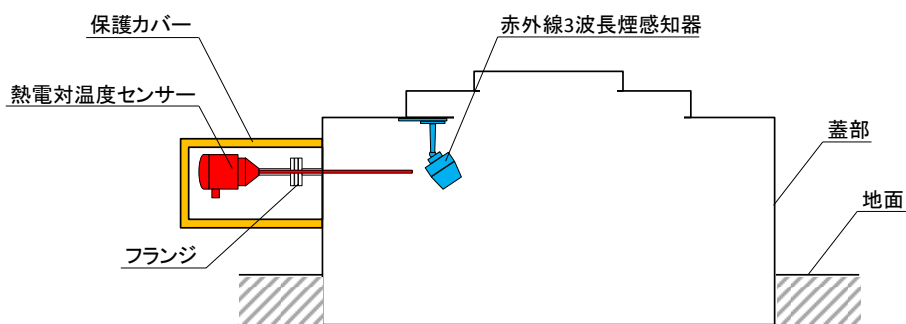 保護カバー
赤外線3波長煙感知器
熱電対温度センサー
蓋部
地面
フランジ